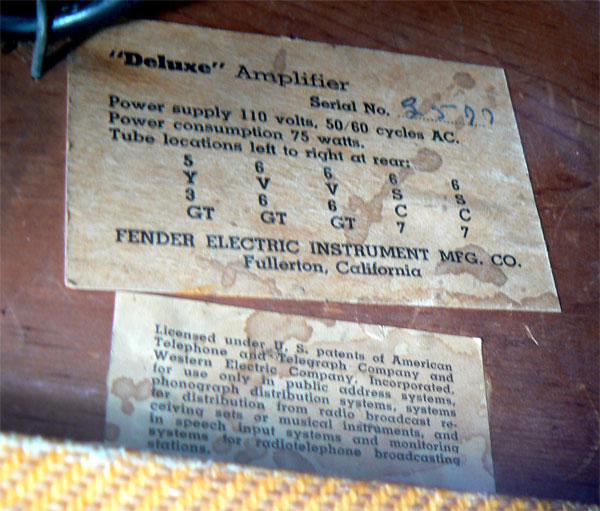 "Deluxe" Amplifier
Serial No. 3577
Power supply 110 volts, 50/60 cycles AC.
Power consumption 75 watts.
Tube locations left to right at rear:
5 6 6 6 6
Y V V S S
3 6 6 C C
GT GT GT 7 7
FENDER ELECTRIC INSTRUMENT MFG. CO.
Fullerton, California
Licensed under U. S. patents of American
Telephone and Telegraph Company and
Western Electric Company, Incorporated,
for use only in public address systems,
phonograph distribution systems, systems
for distribution from radio broadcast re-
ceiving sets or musical instruments, and
in speech input systems and monitoring
systems for radiotelephone broadcasting
stations.